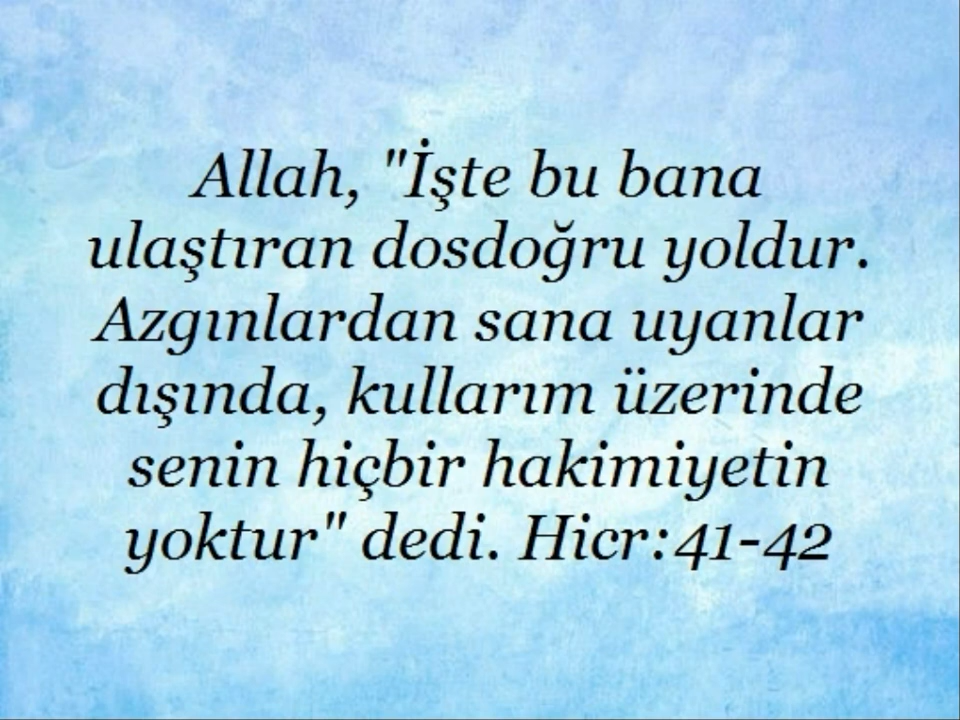 Allah, "İşte bu bana
ulaştıran dosdoğru yoldur.
Azgınlardan sana uyanlar
dışında, kullarım üzerinde
senin hiçbir hakimiyetin
yoktur" dedi. Hicr:41-42